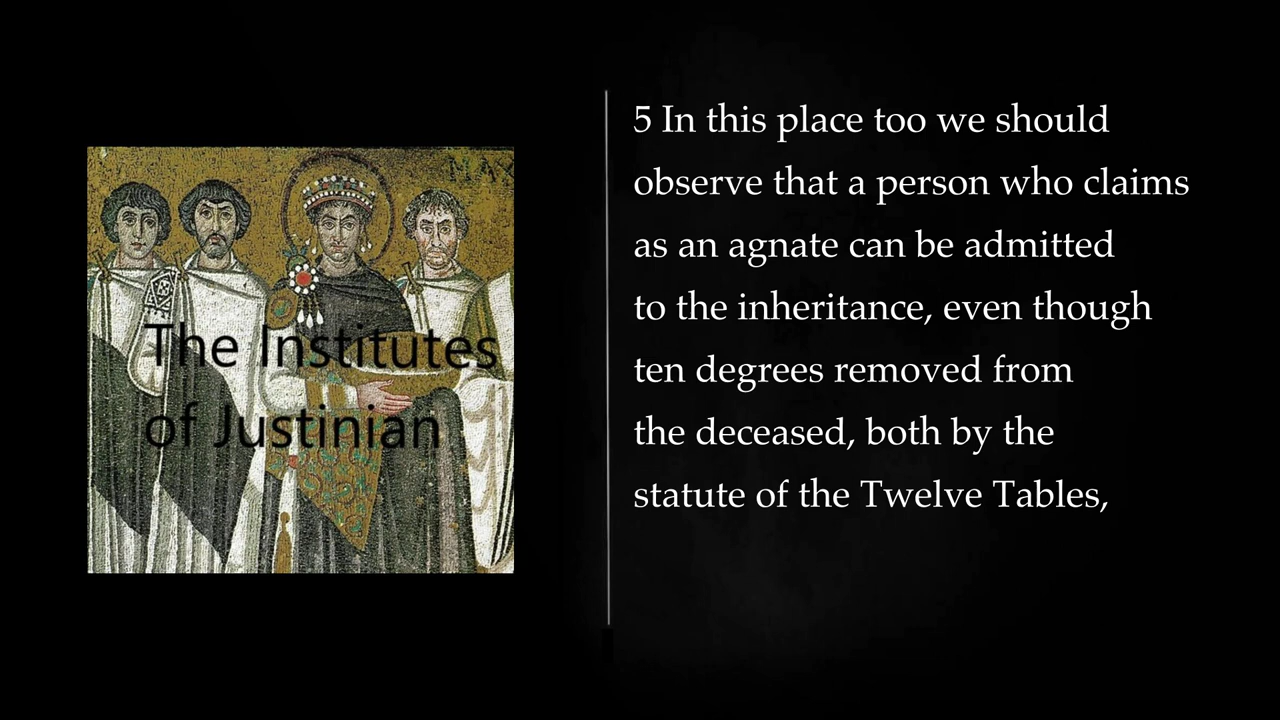 The Institutes
of Justinian
5 In this place too we should
observe that a person who claims
as an agnate can be admitted
to the inheritance, even though
ten degrees removed from
the deceased, both by the
statute of the Twelve Tables,